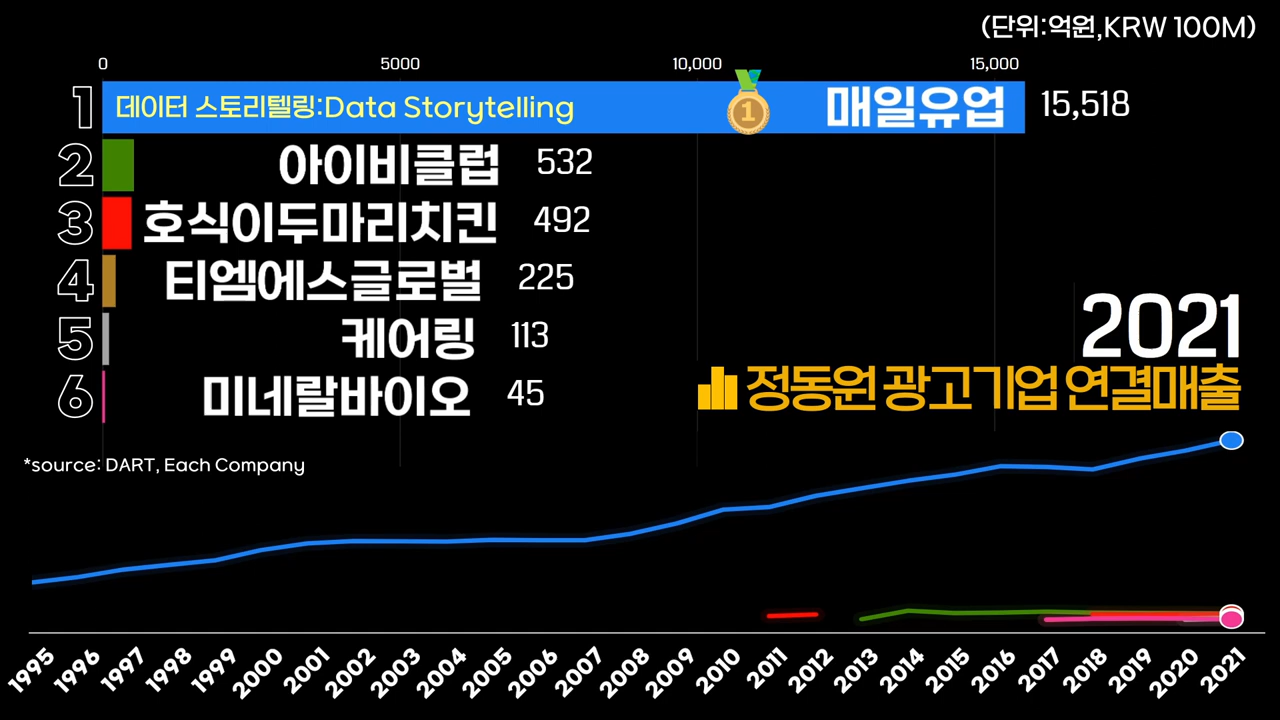 (단위:억원,KRW 100M)
0 5000 10,000 15,000
1 데이터 스토리텔링:Data Storytelling 1 매일유업 15,518
2 아이비클럽 532
3 호식이두마리치킨 492
4 티엠에스글로벌 225
5 케어링 113
6 미네랄바이오 45
2021
정동원 광고기업 연결매출
*source: DART, Each Company
1995 1996 1997 1998 1999 2000 2001 2002 2003 2004 2005 2006 2007 2008 2009 2010 2011 2012 2013 2014 2015 2016 2017 2018 2019 2020 2021